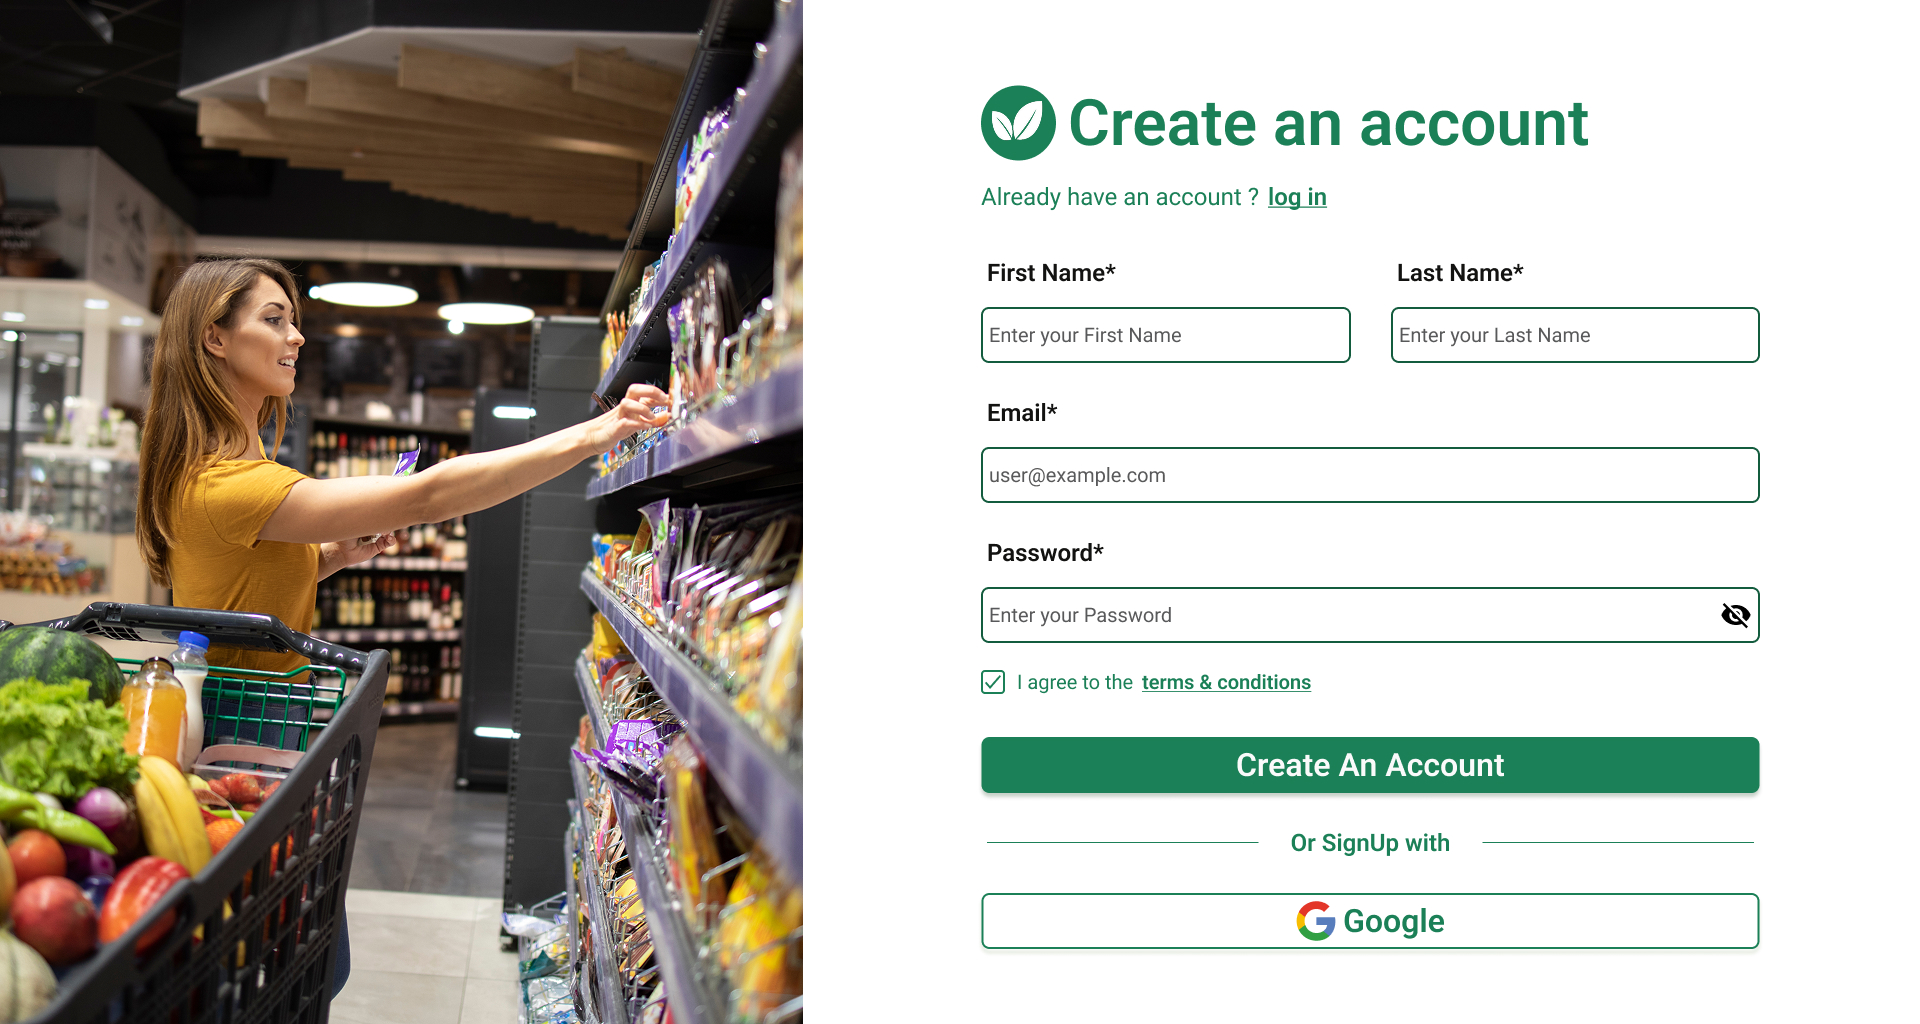 Create an account
Already have an account ? log in
First Name*
Last Name*
Enter your First Name
Enter your Last Name
Email*
user@example.com
Password*
Enter your Password
I agree to the terms & conditions
Create An Account
Or SignUp with
Google